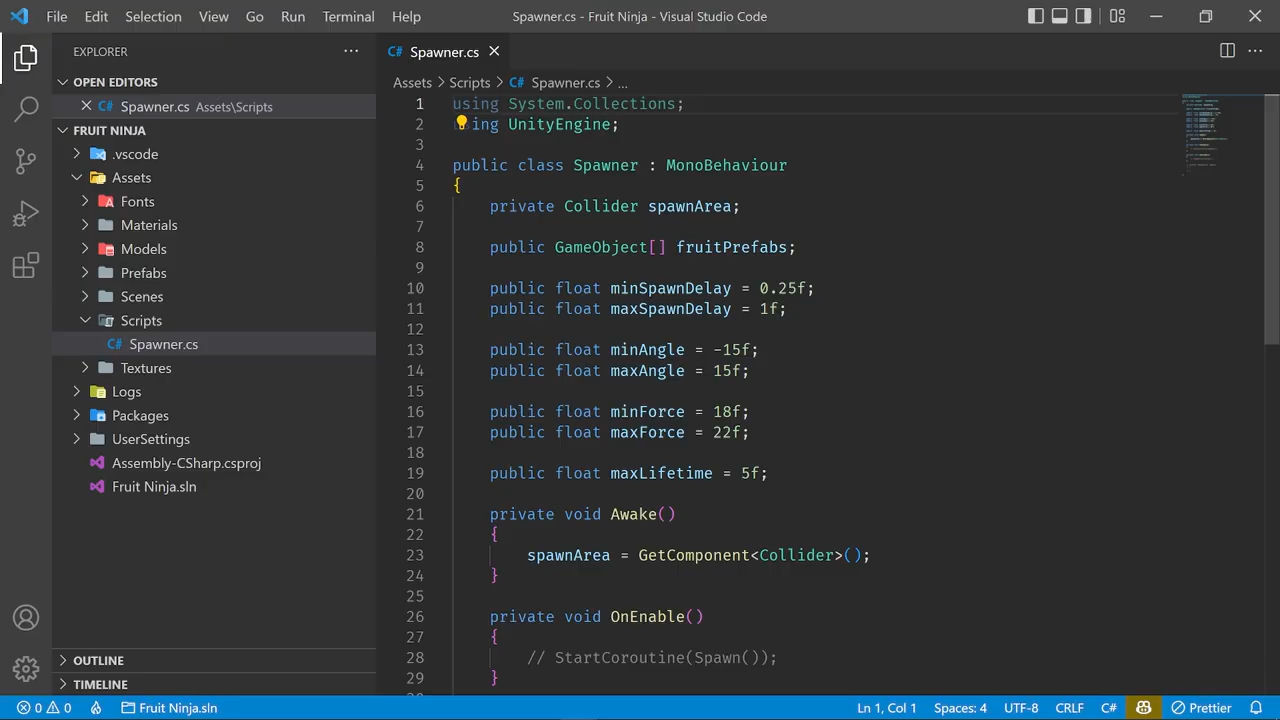 File Edit Selection View Go Run Terminal Help
Spawner.cs - Fruit Ninja - Visual Studio Code
EXPLORER
OPEN EDITORS
C# Spawner.cs Assets\Scripts
FRUIT NINJA
.vscode
Assets
Fonts
Materials
Models
Prefabs
Scenes
Scripts
C# Spawner.cs
Textures
Logs
Packages
UserSettings
Assembly-CSharp.csproj
Fruit Ninja.sln
OUTLINE
TIMELINE
C# Spawner.cs
Assets > Scripts > C# Spawner.cs > ...
1 using System.Collections;
2 ing UnityEngine;
3
4 public class Spawner : MonoBehaviour
5 {
6 private Collider spawnArea;
7
8 public GameObject[] fruitPrefabs;
9
10 public float minSpawnDelay = 0.25f;
11 public float maxSpawnDelay = 1f;
12
13 public float minAngle = -15f;
14 public float maxAngle = 15f;
15
16 public float minForce = 18f;
17 public float maxForce = 22f;
18
19 public float maxLifetime = 5f;
20
21 private void Awake()
22 {
23 spawnArea = GetComponent<Collider>();
24 }
25
26 private void OnEnable()
27 {
28 // StartCoroutine(Spawn());
29 }
0 0 Fruit Ninja.sln
Ln 1, Col 1 Spaces: 4 UTF-8 CRLF C# Prettier